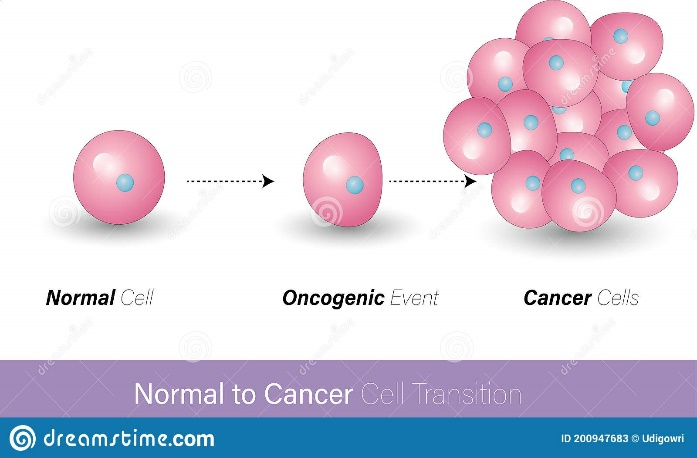 Normal Cell
Oncogenic Event
Cancer Cells
Normal to Cancer Cell Transition
dreamstime.com
ID 200947683 © Udigowri